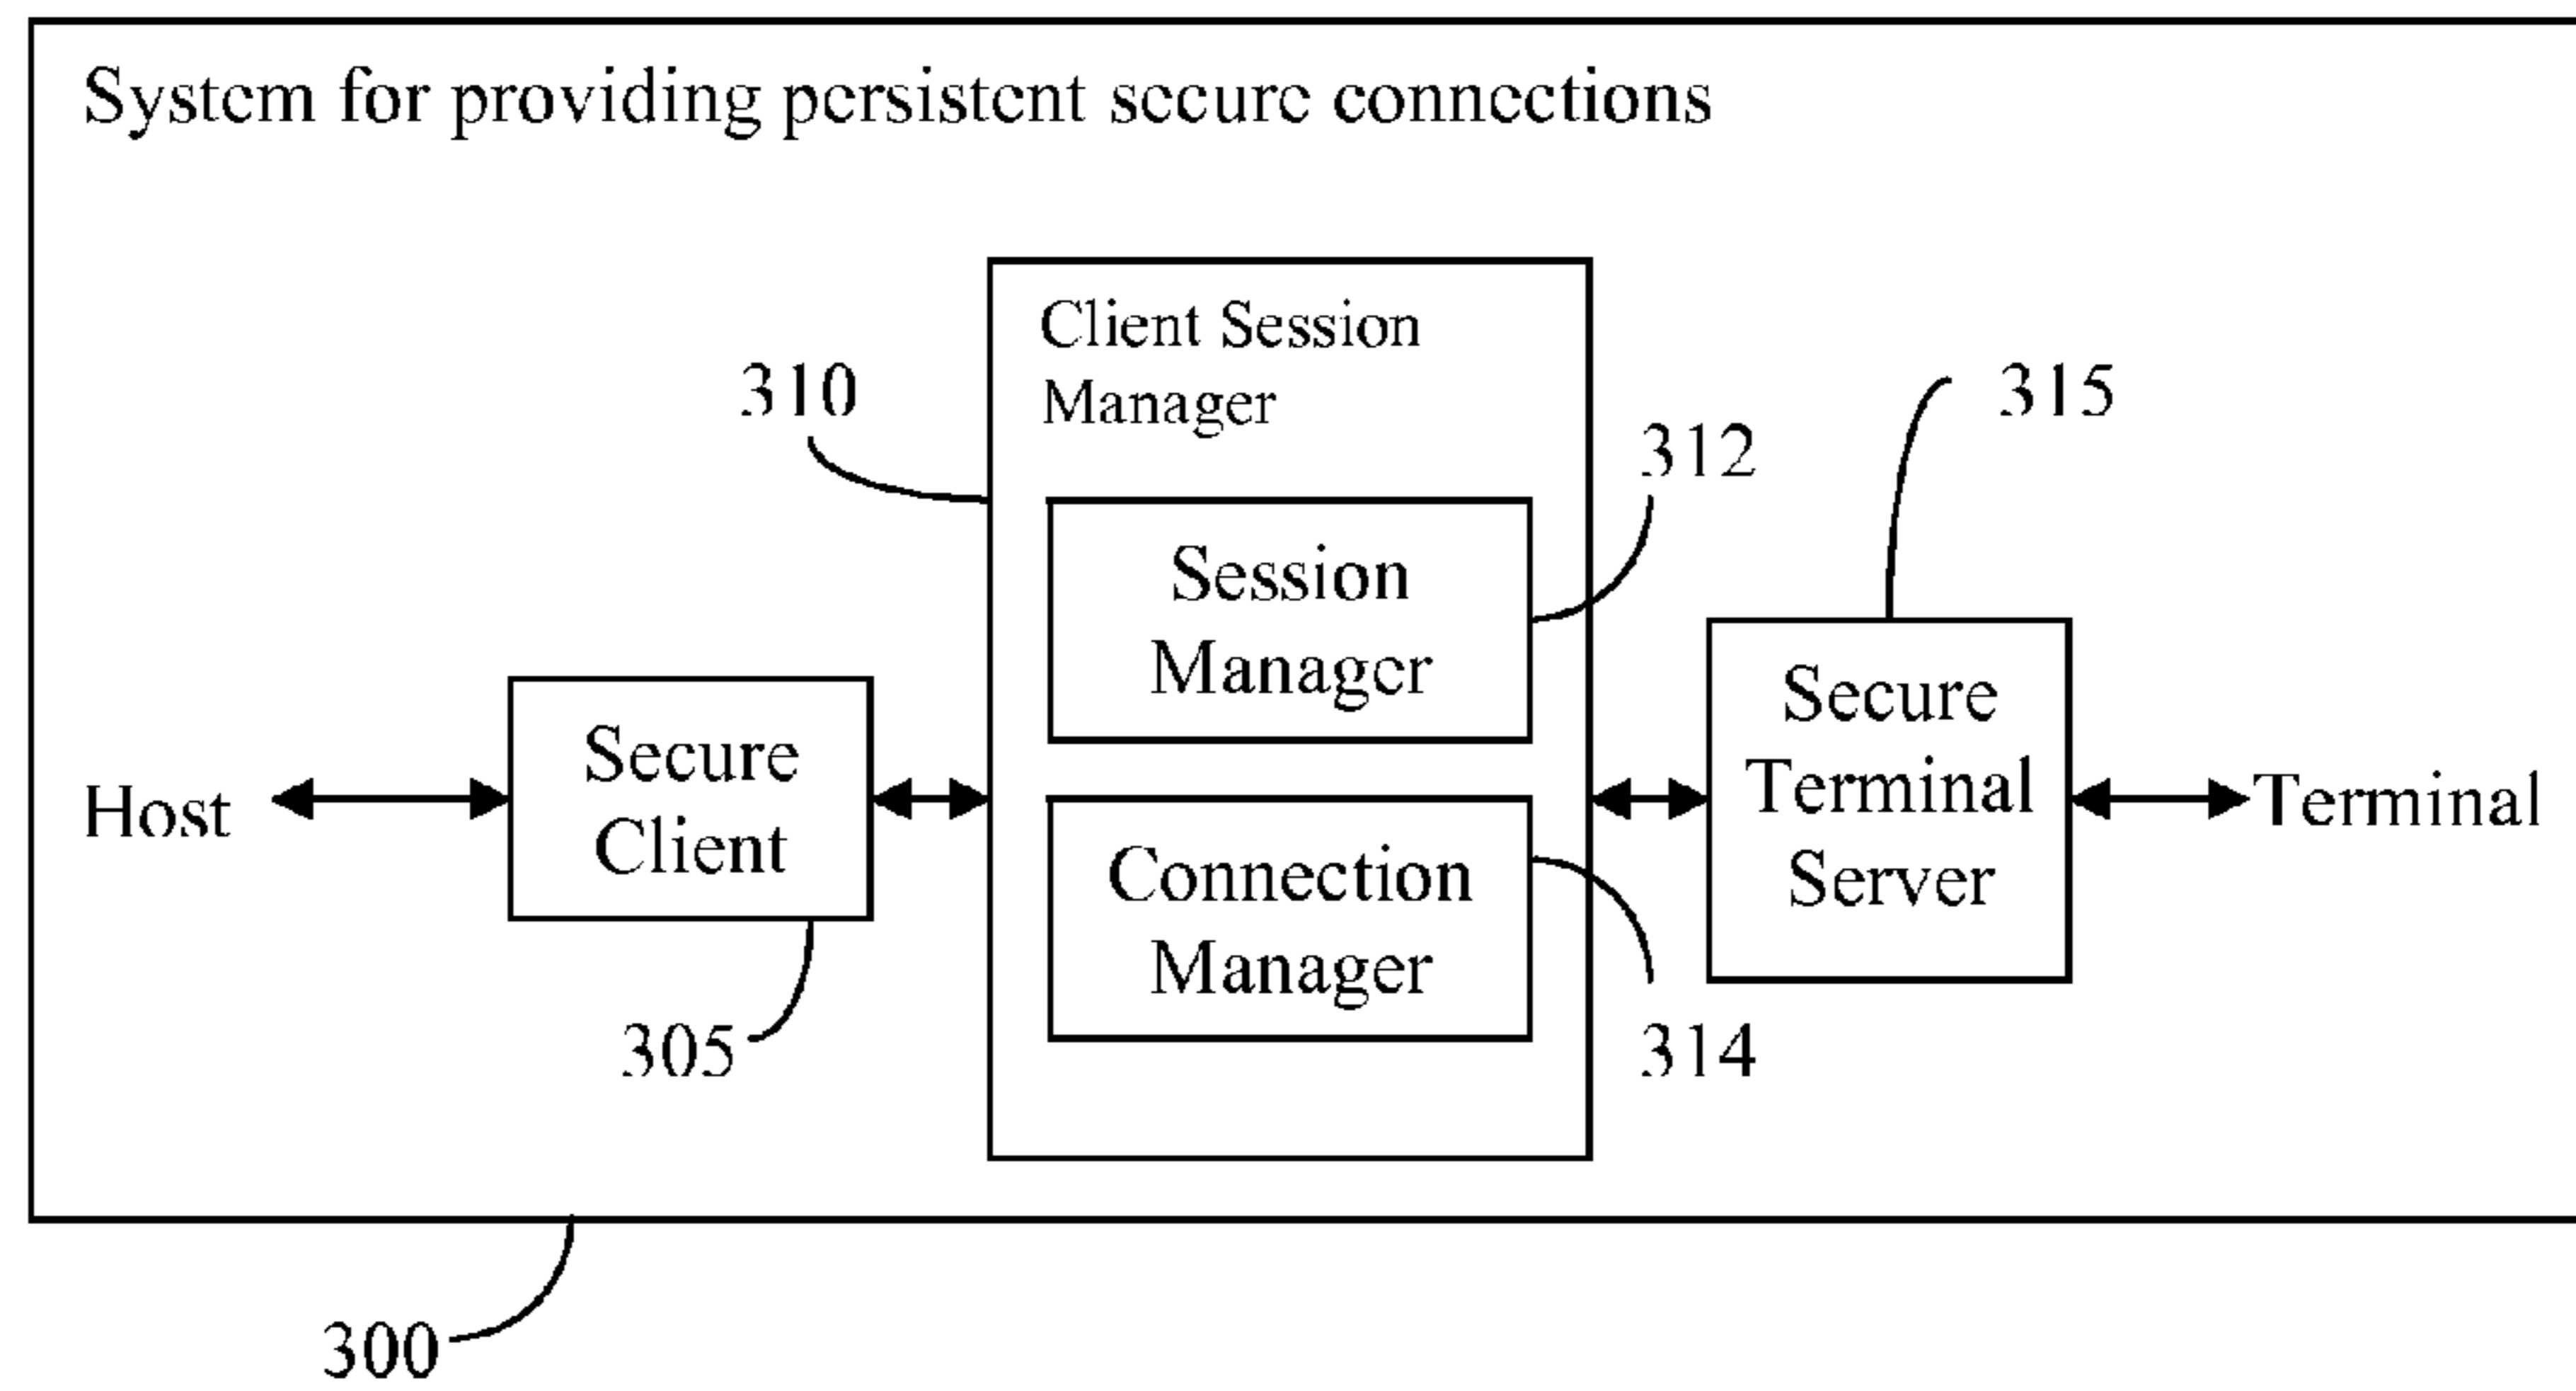 System for providing persistent secure connections
Client Session
Manager
310
315
312
Session
Manager
Secure
Client
Secure
Terminal
Server
Host
Terminal
Connection
Manager
305
314
300